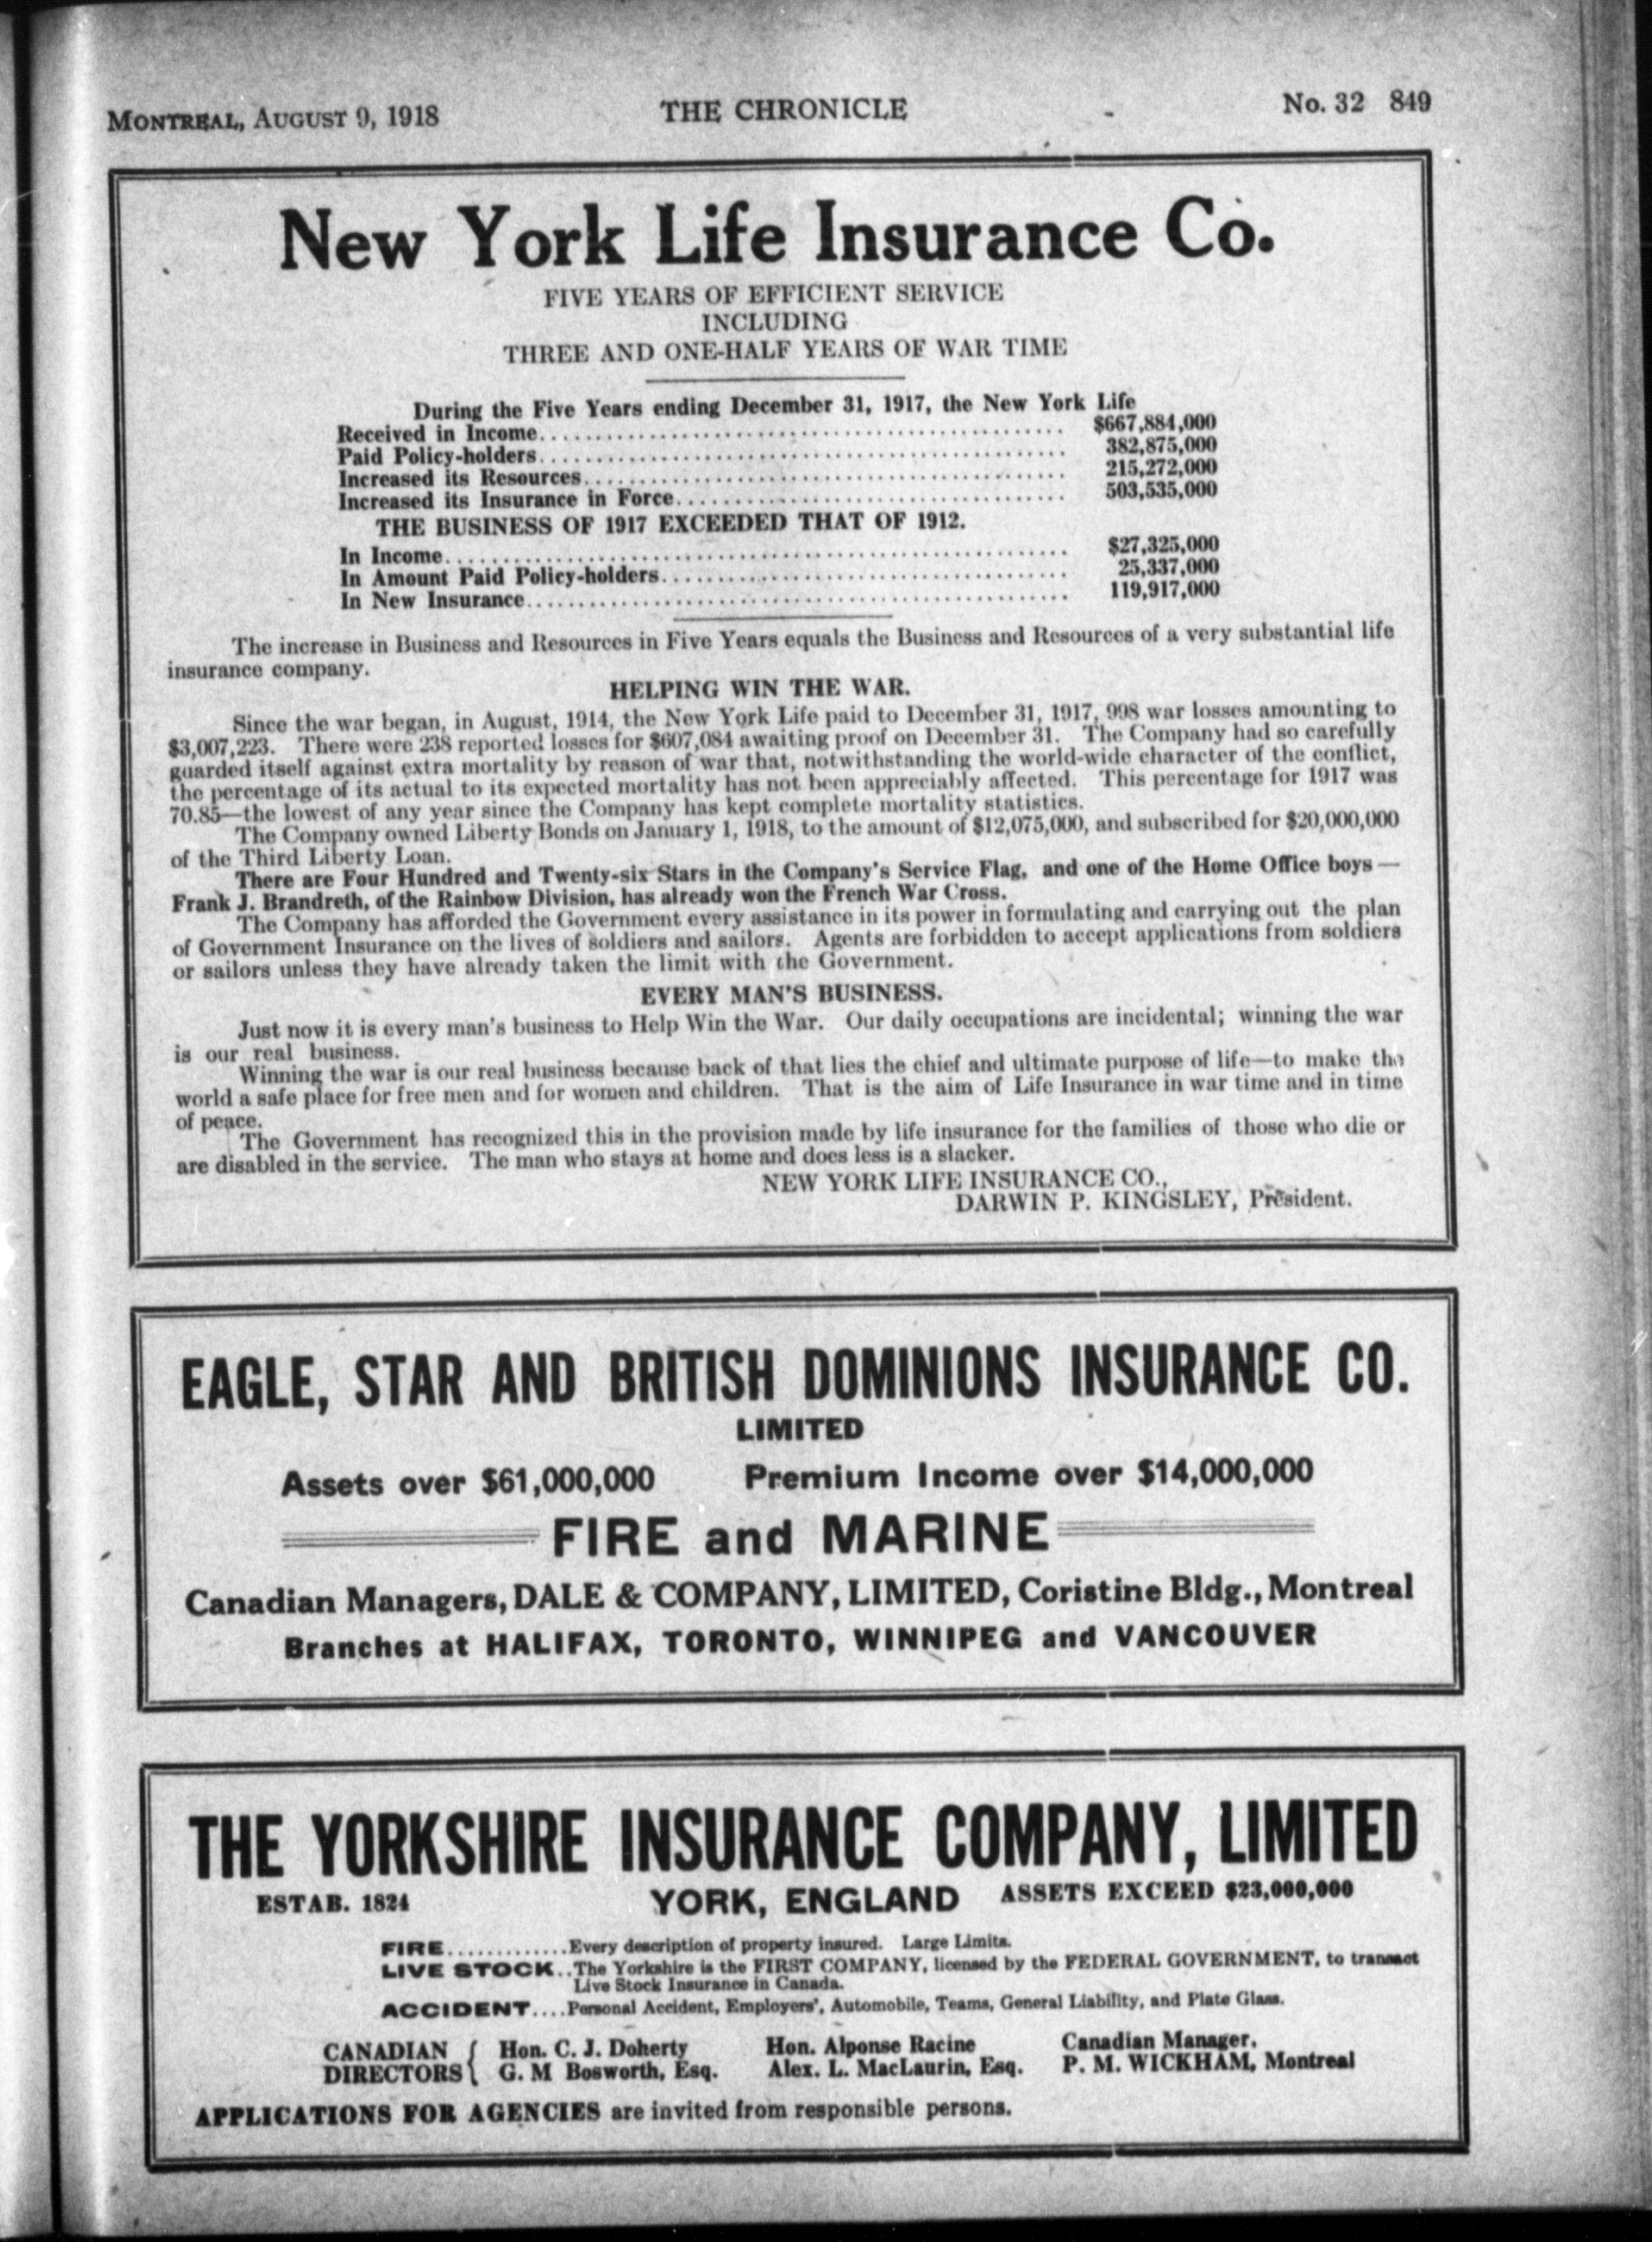 MONTREAL, AUGUST 9, 1918 THE CHRONICLE No. 32 849
New York Life Insurance Co.
FIVE YEARS OF EFFICIENT SERVICE
INCLUDING
THREE AND ONE-HALF YEARS OF WAR TIME
During the Five Years ending December 31, 1917, the New York Life
Received in Income.................... $667,884,000
Paid Policy-holders.................... 382,875,000
Increased its Resources.................... 215,272,000
Increased its Insurance in Force.................... 503,535,000
THE BUSINESS OF 1917 EXCEEDED THAT OF 1912.
In Income.................... $27,325,000
In Amount Paid Policy-holders.................... 25,337,000
In New Insurance.................... 119,917,000
The increase in Business and Resources in Five Years equals the Business and Resources of a very substantial life
insurance company.
HELPING WIN THE WAR.
Since the war began, in August, 1914, the New York Life paid to December 31, 1917, 998 war losses amounting to
$3,007,223. There were 238 reported losses for $607,084 awaiting proof on December 31. The Company had so carefully
guarded itself against extra mortality by reason of war that, notwithstanding the world-wide character of the conflict,
the percentage of its actual to its expected mortality has not been appreciably affected. This percentage for 1917 was
70.85—the lowest of any year since the Company has kept complete mortality statistics.
The Company owned Liberty Bonds on January 1, 1918, to the amount of $12,075,000, and subscribed for $20,000,000
of the Third Liberty Loan.
There are Four Hundred and Twenty-six Stars in the Company's Service Flag, and one of the Home Office boys—
Frank J. Brandreth, of the Rainbow Division, has already won the French War Cross.
The Company has afforded the Government every assistance in its power in formulating and carrying out the plan
of Government Insurance on the lives of soldiers and sailors. Agents are forbidden to accept applications from soldiers
or sailors unless they have already taken the limit with the Government.
EVERY MAN'S BUSINESS.
Just now it is every man's business to Help Win the War. Our daily occupations are incidental; winning the war
is our real business.
Winning the war is our real business because back of that lies the chief and ultimate purpose of life—to make the
world a safe place for free men and for women and children. That is the aim of Life Insurance in war time and in time
of peace.
The Government has recognized this in the provision made by life insurance for the families of those who die or
are disabled in the service. The man who stays at home and does less is a slacker.
NEW YORK LIFE INSURANCE CO.,
DARWIN P. KINGSLEY, President.
EAGLE, STAR AND BRITISH DOMINIONS INSURANCE CO.
LIMITED
Assets over $61,000,000 Premium Income over $14,000,000
FIRE and MARINE
Canadian Managers, DALE & COMPANY, LIMITED, Coristine Bldg., Montreal
Branches at HALIFAX, TORONTO, WINNIPEG and VANCOUVER
THE YORKSHIRE INSURANCE COMPANY, LIMITED
ESTAB. 1824 YORK, ENGLAND ASSETS EXCEED $23,000,000
FIRE.............Every description of property insured. Large Limits.
LIVE STOCK..The Yorkshire is the FIRST COMPANY, licensed by the FEDERAL GOVERNMENT, to transact
Live Stock Insurance in Canada.
ACCIDENT....Personal Accident, Employers', Automobile, Teams, General Liability, and Plate Glass.
CANADIAN { Hon. C. J. Doherty Hon. Alponse Racine Canadian Manager,
DIRECTORS { G. M Bosworth, Esq. Alex. L. MacLaurin, Esq. P. M. WICKHAM, Montreal
APPLICATIONS FOR AGENCIES are invited from responsible persons.